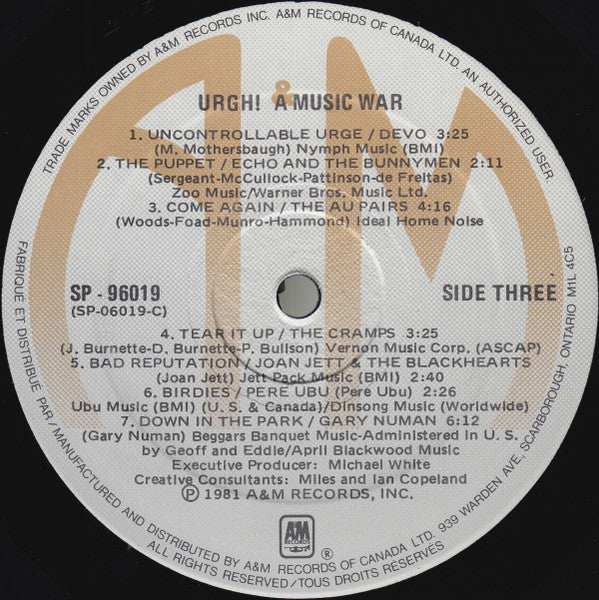 TRADE MARKS OWNED BY A&M RECORDS INC. A&M RECORDS OF CANADA LTD. AN AUTHORIZED USER.
URGH! & A MUSIC WAR
1. UNCONTROLLABLE URGE / DEVO 3:25
(M. Mothersbaugh) Nymph Music (BMI)
2. THE PUPPET / ECHO AND THE BUNNYMEN 2:11
(Sergeant-McCullock-Pattinson-de Freitas)
Zoo Music/Warner Bros. Music Ltd.
3. COME AGAIN / THE AU PAIRS 4:16
(Woods-Foad-Munro-Hammond) Ideal Home Noise
SP - 96019
(SP-06019-C)
SIDE THREE
4. TEAR IT UP / THE CRAMPS 3:25
(J. Burnette-D. Burnette-P. Bullson) Vernon Music Corp. (ASCAP)
5. BAD REPUTATION / JOAN JETT & THE BLACKHEARTS
(Joan Jett) Jett Pack Music (BMI) 2:40
6. BIRDIES / PERE UBU (Pere Ubu) 2:26
Ubu Music (BMI) (U. S. & Canada)/Dinsong Music (Worldwide)
7. DOWN IN THE PARK / GARY NUMAN 6:12
(Gary Numan) Beggars Banquet Music-Administered in U. S.
by Geoff and Eddie/April Blackwood Music
Executive Producer: Michael White
Creative Consultants: Miles and Ian Copeland
Ⓟ 1981 A&M RECORDS, INC.
A&M
RECORDS
®
FABRIQUÉ ET DISTRIBUÉ PAR / MANUFACTURED AND DISTRIBUTED BY A&M RECORDS OF CANADA LTD. 939 WARDEN AVE, SCARBOROUGH, ONTARIO M1L 4C5
ALL RIGHTS RESERVED / TOUS DROITS RÉSERVÉS